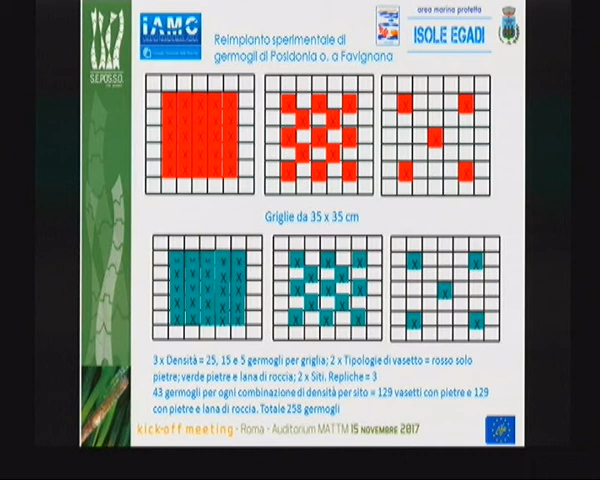 area marina protetta
iAMC
Reimpianto sperimentale di
germogli di Posidonia o. a Favignana
ISOLE EGADI
S.E.POS.S.O.
Griglie da 35 x 35 cm
3 x Densità = 25, 15 e 5 germogli per griglia; 2 x Tipologie di vasetto = rosso solo
pietre; verde pietre e lana di roccia; 2 x Siti. Repliche = 3
43 germogli per ogni combinazione di densità per sito = 129 vasetti con pietre e 129
con pietre e lana di roccia. Totale 258 germogli
kick-off meeting - Roma - Auditorium MATTM 15 NOVEMBRE 2017